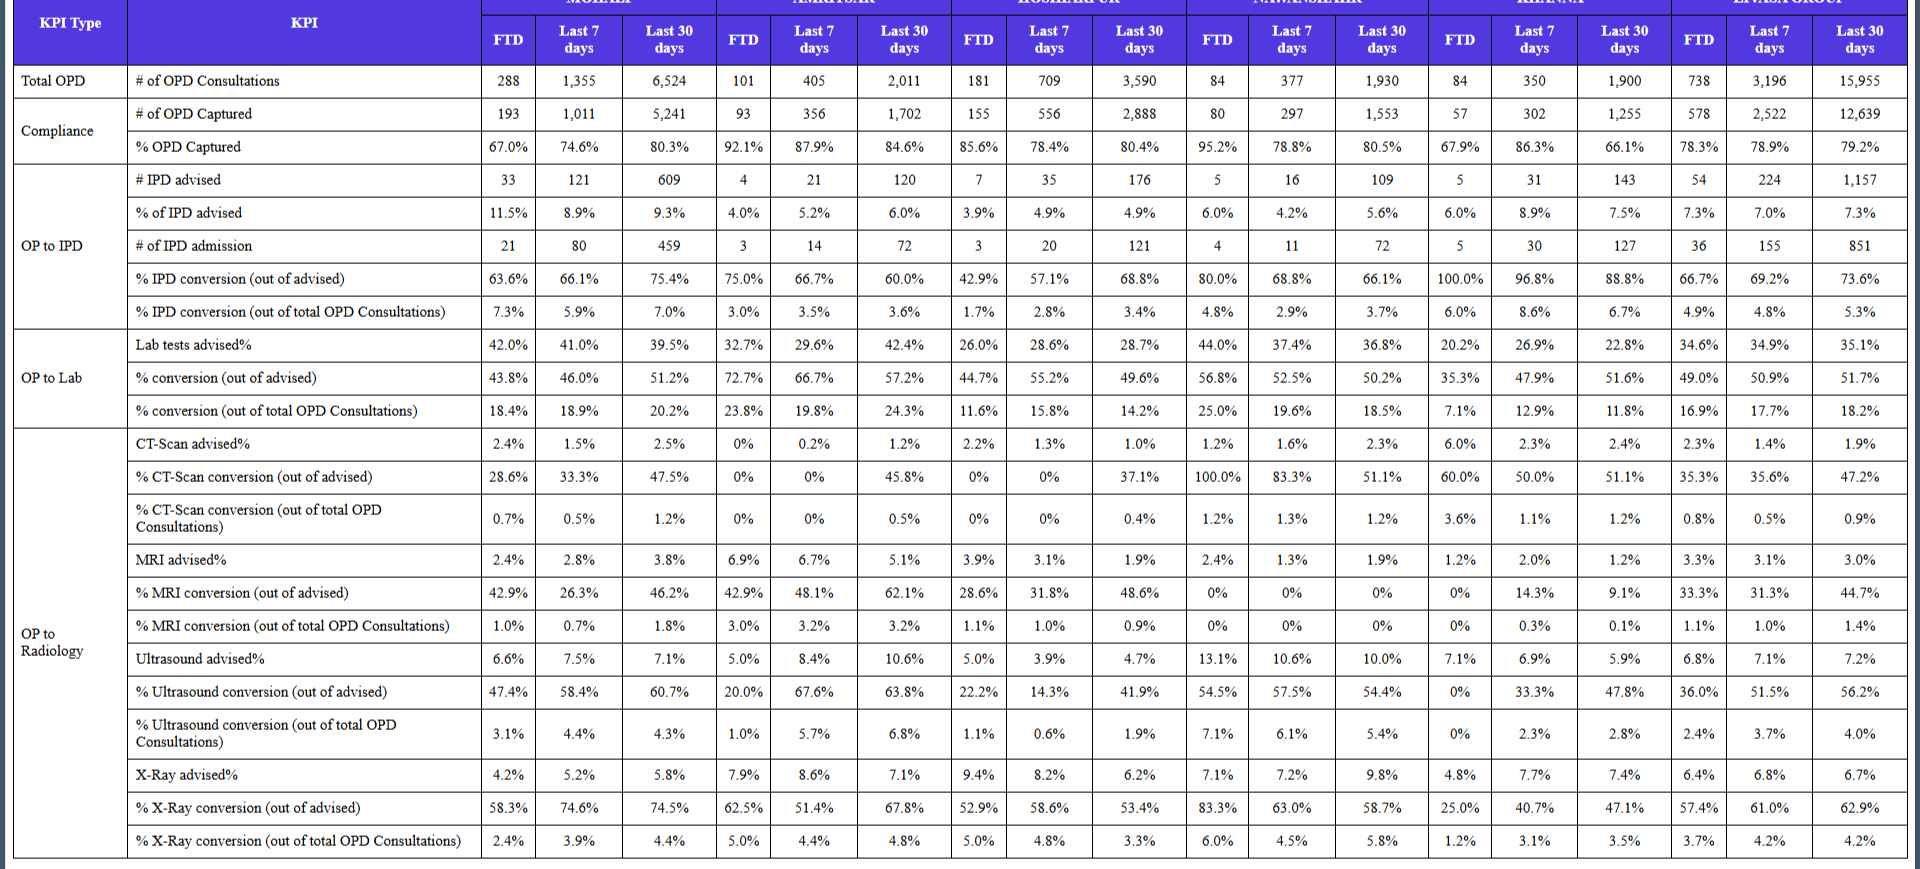 MOHALI AMRITSAR HOSHIARPUR NAWANSHAHR KHANNA LIVASA GROUP
KPI Type KPI FTD Last 7 days Last 30 days FTD Last 7 days Last 30 days FTD Last 7 days Last 30 days FTD Last 7 days Last 30 days FTD Last 7 days Last 30 days FTD Last 7 days Last 30 days
Total OPD # of OPD Consultations 288 1,355 6,524 101 405 2,011 181 709 3,590 84 377 1,930 84 350 1,900 738 3,196 15,955
Compliance # of OPD Captured 193 1,011 5,241 93 356 1,702 155 556 2,888 80 297 1,553 57 302 1,255 578 2,522 12,639
% OPD Captured 67.0% 74.6% 80.3% 92.1% 87.9% 84.6% 85.6% 78.4% 80.4% 95.2% 78.8% 80.5% 67.9% 86.3% 66.1% 78.3% 78.9% 79.2%
OP to IPD # IPD advised 33 121 609 4 21 120 7 35 176 5 16 109 5 31 143 54 224 1,157
% of IPD advised 11.5% 8.9% 9.3% 4.0% 5.2% 6.0% 3.9% 4.9% 4.9% 6.0% 4.2% 5.6% 6.0% 8.9% 7.5% 7.3% 7.0% 7.3%
# of IPD admission 21 80 459 3 14 72 3 20 121 4 11 72 5 30 127 36 155 851
% IPD conversion (out of advised) 63.6% 66.1% 75.4% 75.0% 66.7% 60.0% 42.9% 57.1% 68.8% 80.0% 68.8% 66.1% 100.0% 96.8% 88.8% 66.7% 69.2% 73.6%
% IPD conversion (out of total OPD Consultations) 7.3% 5.9% 7.0% 3.0% 3.5% 3.6% 1.7% 2.8% 3.4% 4.8% 2.9% 3.7% 6.0% 8.6% 6.7% 4.9% 4.8% 5.3%
OP to Lab Lab tests advised% 42.0% 41.0% 39.5% 32.7% 29.6% 42.4% 26.0% 28.6% 28.7% 44.0% 37.4% 36.8% 20.2% 26.9% 22.8% 34.6% 34.9% 35.1%
% conversion (out of advised) 43.8% 46.0% 51.2% 72.7% 66.7% 57.2% 44.7% 55.2% 49.6% 56.8% 52.5% 50.2% 35.3% 47.9% 51.6% 49.0% 50.9% 51.7%
% conversion (out of total OPD Consultations) 18.4% 18.9% 20.2% 23.8% 19.8% 24.3% 11.6% 15.8% 14.2% 25.0% 19.6% 18.5% 7.1% 12.9% 11.8% 16.9% 17.7% 18.2%
OP to Radiology CT-Scan advised% 2.4% 1.5% 2.5% 0% 0.2% 1.2% 2.2% 1.3% 1.0% 1.2% 1.6% 2.3% 6.0% 2.3% 2.4% 2.3% 1.4% 1.9%
% CT-Scan conversion (out of advised) 28.6% 33.3% 47.5% 0% 0% 45.8% 0% 0% 37.1% 100.0% 83.3% 51.1% 60.0% 50.0% 51.1% 35.3% 35.6% 47.2%
% CT-Scan conversion (out of total OPD Consultations) 0.7% 0.5% 1.2% 0% 0% 0.5% 0% 0% 0.4% 1.2% 1.3% 1.2% 3.6% 1.1% 1.2% 0.8% 0.5% 0.9%
MRI advised% 2.4% 2.8% 3.8% 6.9% 6.7% 5.1% 3.9% 3.1% 1.9% 2.4% 1.3% 1.9% 1.2% 2.0% 1.2% 3.3% 3.1% 3.0%
% MRI conversion (out of advised) 42.9% 26.3% 46.2% 42.9% 48.1% 62.1% 28.6% 31.8% 48.6% 0% 0% 0% 0% 14.3% 9.1% 33.3% 31.3% 44.7%
% MRI conversion (out of total OPD Consultations) 1.0% 0.7% 1.8% 3.0% 3.2% 3.2% 1.1% 1.0% 0.9% 0% 0% 0% 0% 0.3% 0.1% 1.1% 1.0% 1.4%
Ultrasound advised% 6.6% 7.5% 7.1% 5.0% 8.4% 10.6% 5.0% 3.9% 4.7% 13.1% 10.6% 10.0% 7.1% 6.9% 5.9% 6.8% 7.1% 7.2%
% Ultrasound conversion (out of advised) 47.4% 58.4% 60.7% 20.0% 67.6% 63.8% 22.2% 14.3% 41.9% 54.5% 57.5% 54.4% 0% 33.3% 47.8% 36.0% 51.5% 56.2%
% Ultrasound conversion (out of total OPD Consultations) 3.1% 4.4% 4.3% 1.0% 5.7% 6.8% 1.1% 0.6% 1.9% 7.1% 6.1% 5.4% 0% 2.3% 2.8% 2.4% 3.7% 4.0%
X-Ray advised% 4.2% 5.2% 5.8% 7.9% 8.6% 7.1% 9.4% 8.2% 6.2% 7.1% 7.2% 9.8% 4.8% 7.7% 7.4% 6.4% 6.8% 6.7%
% X-Ray conversion (out of advised) 58.3% 74.6% 74.5% 62.5% 51.4% 67.8% 52.9% 58.6% 53.4% 83.3% 63.0% 58.7% 25.0% 40.7% 47.1% 57.4% 61.0% 62.9%
% X-Ray conversion (out of total OPD Consultations) 2.4% 3.9% 4.4% 5.0% 4.4% 4.8% 5.0% 4.8% 3.3% 6.0% 4.5% 5.8% 1.2% 3.1% 3.5% 3.7% 4.2% 4.2%